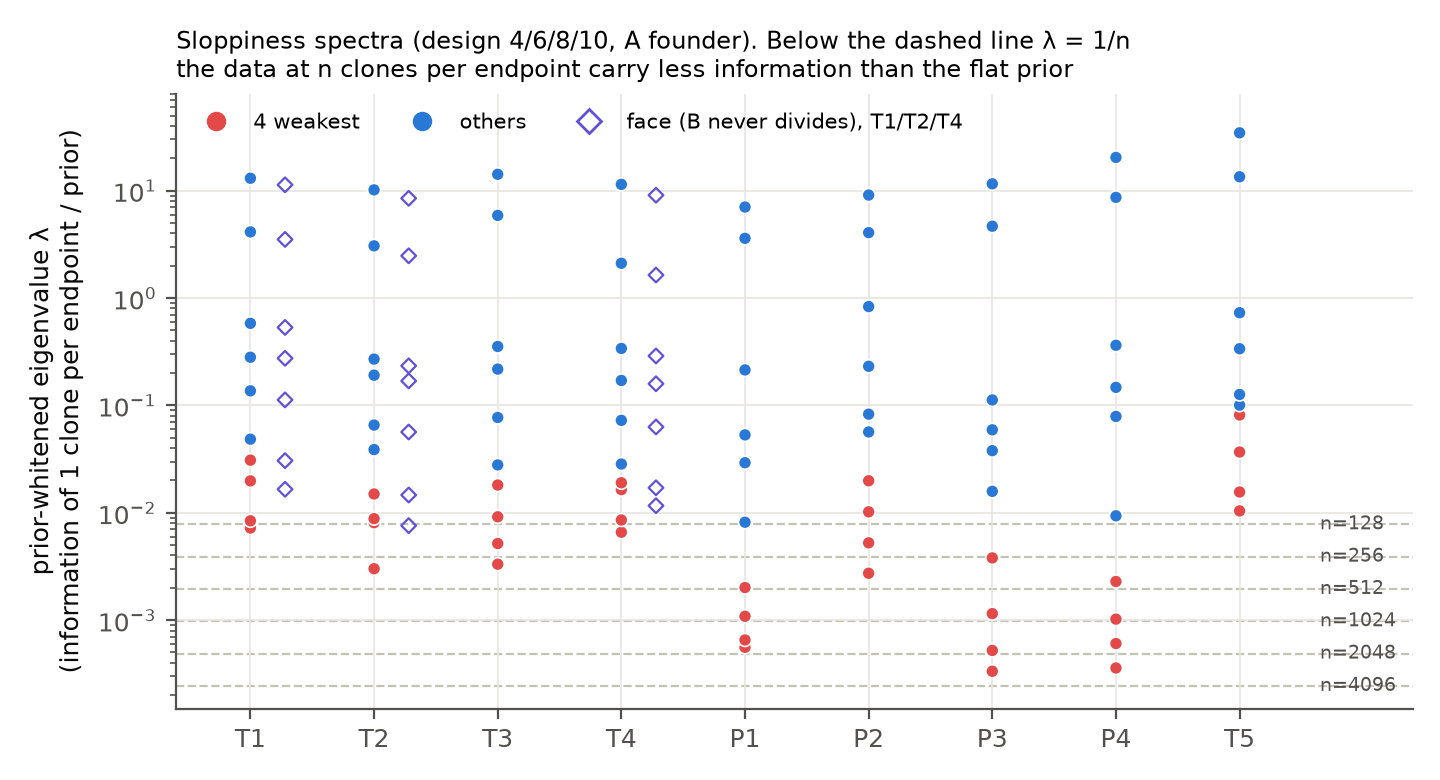 Sloppiness spectra (design 4/6/8/10, A founder). Below the dashed line λ = 1/n
the data at n clones per endpoint carry less information than the flat prior
4 weakest
others
face (B never divides), T1/T2/T4
prior-whitened eigenvalue λ
(information of 1 clone per endpoint / prior)
10¹
10⁰
10⁻¹
10⁻²
10⁻³
n=128
n=256
n=512
n=1024
n=2048
n=4096
T1 T2 T3 T4 P1 P2 P3 P4 T5